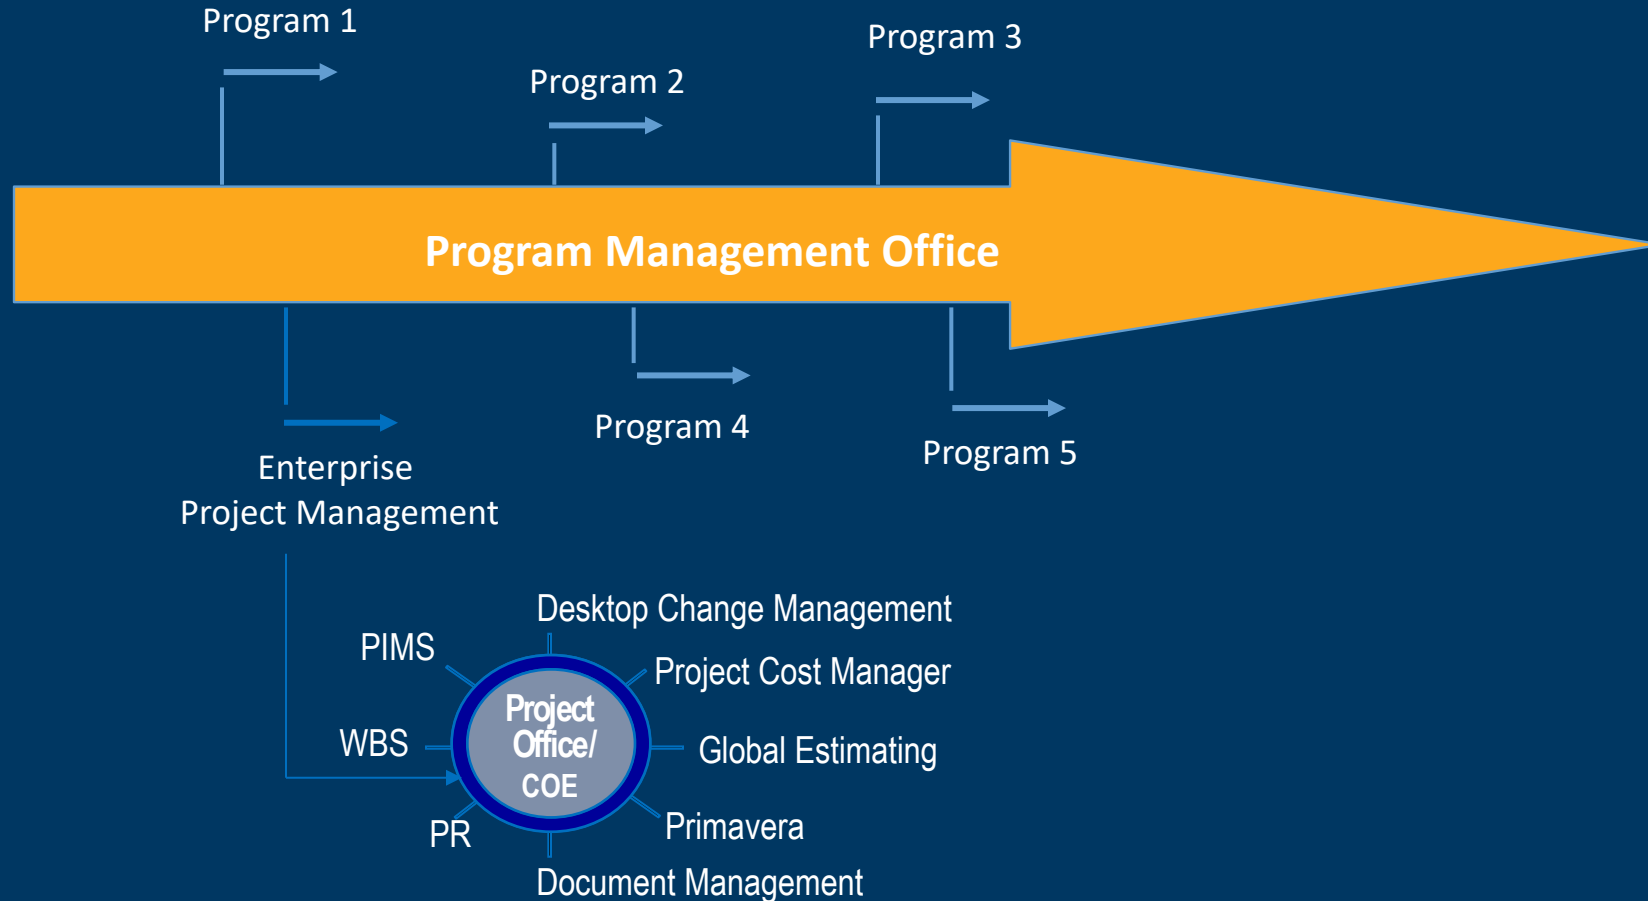 Program 1
Program 2
Program 3
Program Management Office
Program 4
Program 5
Enterprise
Project Management
Desktop Change Management
PIMS
Project Cost Manager
Project
Office/
COE
WBS
Global Estimating
PR
Primavera
Document Management